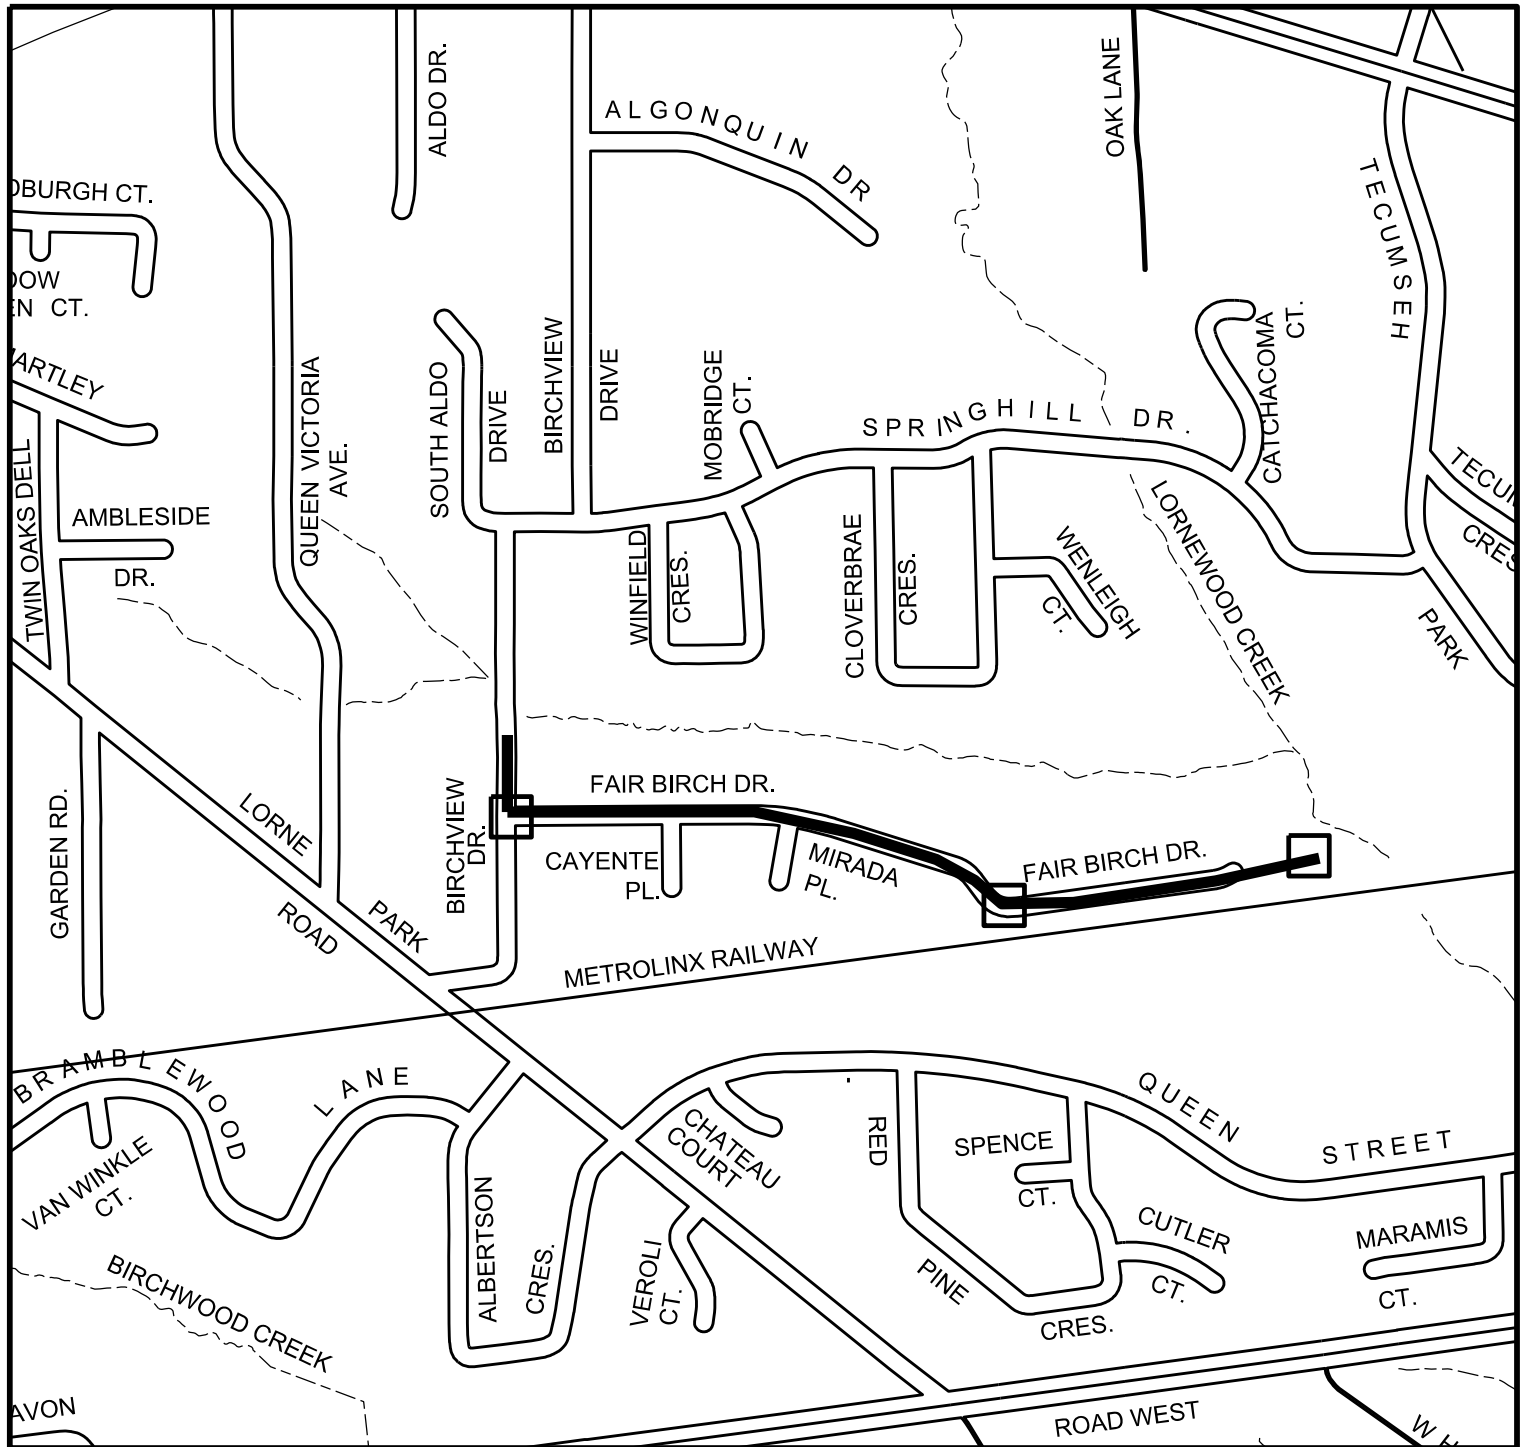 ALDO DR.
ALGONQUIN DR
OAK LANE
TECUMSEH
DBURGH CT.
DOW
EN CT.
ARTLEY
QUEEN VICTORIA
AVE.
SOUTH ALDO
DRIVE
BIRCHVIEW
DRIVE
MOBRIDGE
CT.
SPRINGHILL DR.
CATCHACOMA
CT.
TWIN OAKS DELL
AMBLESIDE
DR.
WINFIELD
CRES.
CLOVERBRAE
CRES.
WENLEIGH
CT.
LORNEWOOD CREEK
TECUM
CRES
PARK
GARDEN RD.
LORNE
PARK
ROAD
BIRCHVIEW
DR.
FAIR BIRCH DR.
CAYENTE
PL.
MIRADA
PL.
FAIR BIRCH DR.
METROLINX RAILWAY
BRAMBLEWOOD
LANE
VAN WINKLE
CT.
CHATEAU
COURT
RED
SPENCE
CT.
QUEEN
STREET
ALBERTSON
CRES.
VEROLI
CT.
PINE
CRES.
CUTLER
CT.
MARAMIS
CT.
BIRCHWOOD CREEK
AVON
ROAD WEST
WH